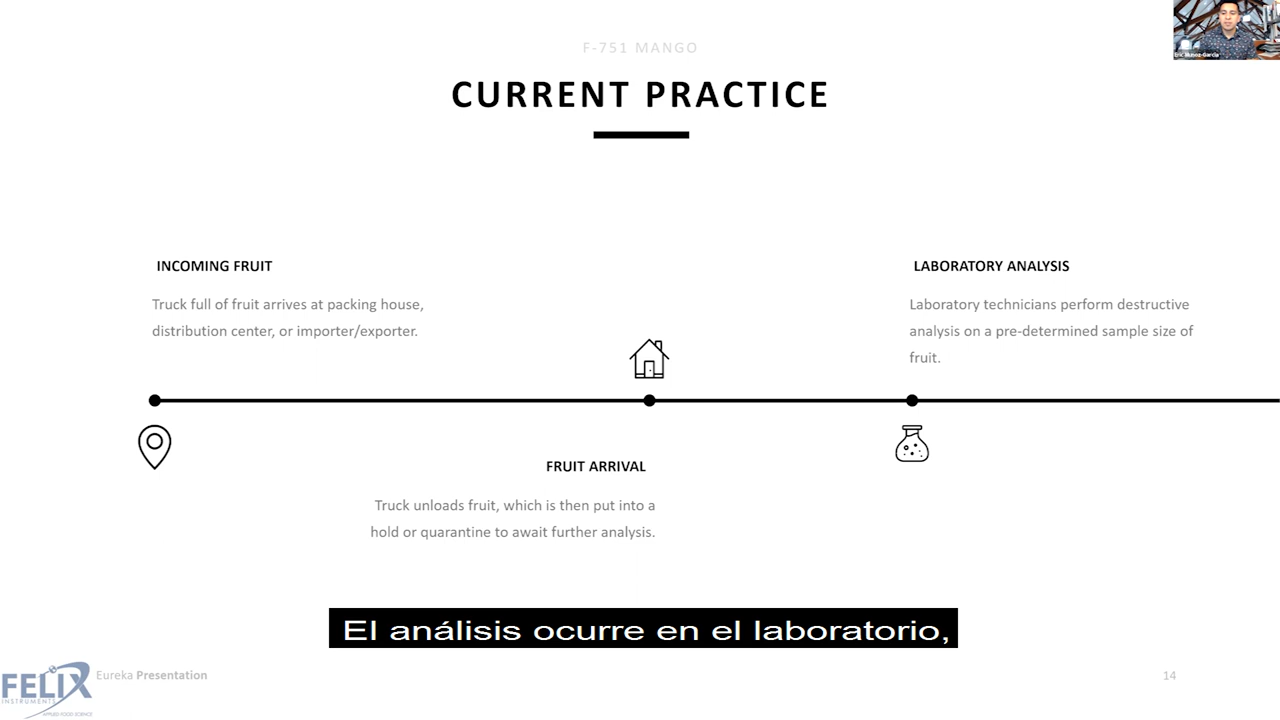 F-751 MANGO
CURRENT PRACTICE
INCOMING FRUIT
Truck full of fruit arrives at packing house,
distribution center, or importer/exporter.
LABORATORY ANALYSIS
Laboratory technicians perform destructive
analysis on a pre-determined sample size of
fruit.
FRUIT ARRIVAL
Truck unloads fruit, which is then put into a
hold or quarantine to await further analysis.
El análisis ocurre en el laboratorio,
FELIX
INSTRUMENTS
APPLIED FOOD SCIENCE
Eureka Presentation
14